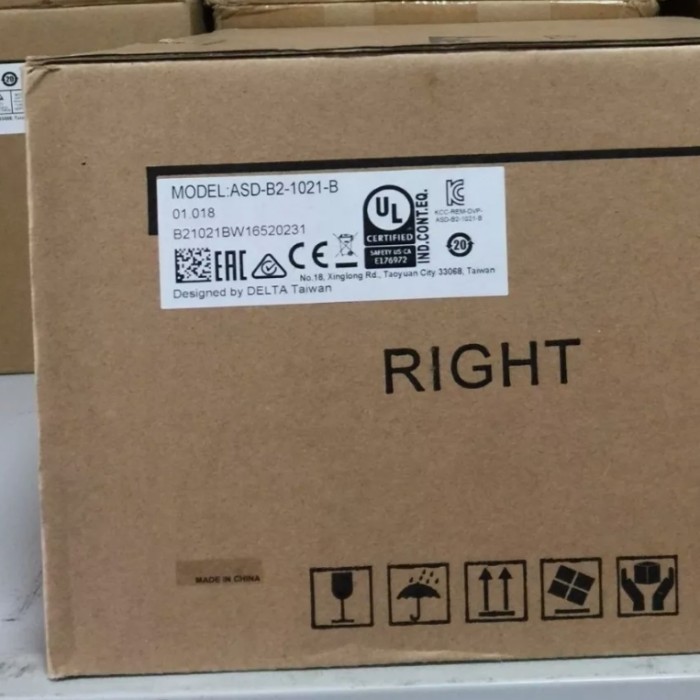 MODEL:ASD-B2-1021-B
01.018
B21021BW16520231
EAC
CE
UL
CERTIFIED
SAFETY US CA
E176972
IND.CONT.EQ.
KCC-REM-DVP-
ASD-B2-1021-B
20
No.18, Xinglong Rd., Taoyuan City 33068, Taiwan
Designed by DELTA Taiwan
RIGHT
MADE IN CHINA
20